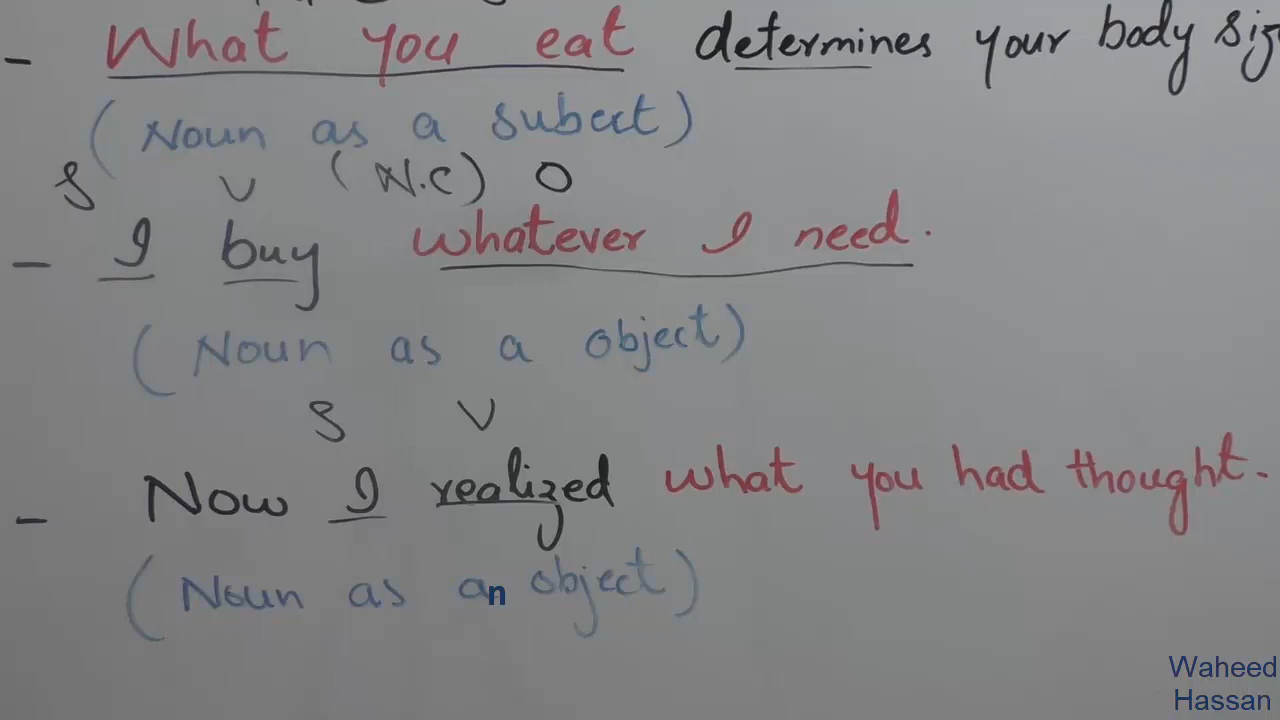 - What you eat determines your body siz
(Noun as a subect)
S V (N.C) O
- I buy whatever I need.
(Noun as a object)
S V
- Now I realized what you had thought.
(Noun as an object)
Waheed
Hassan